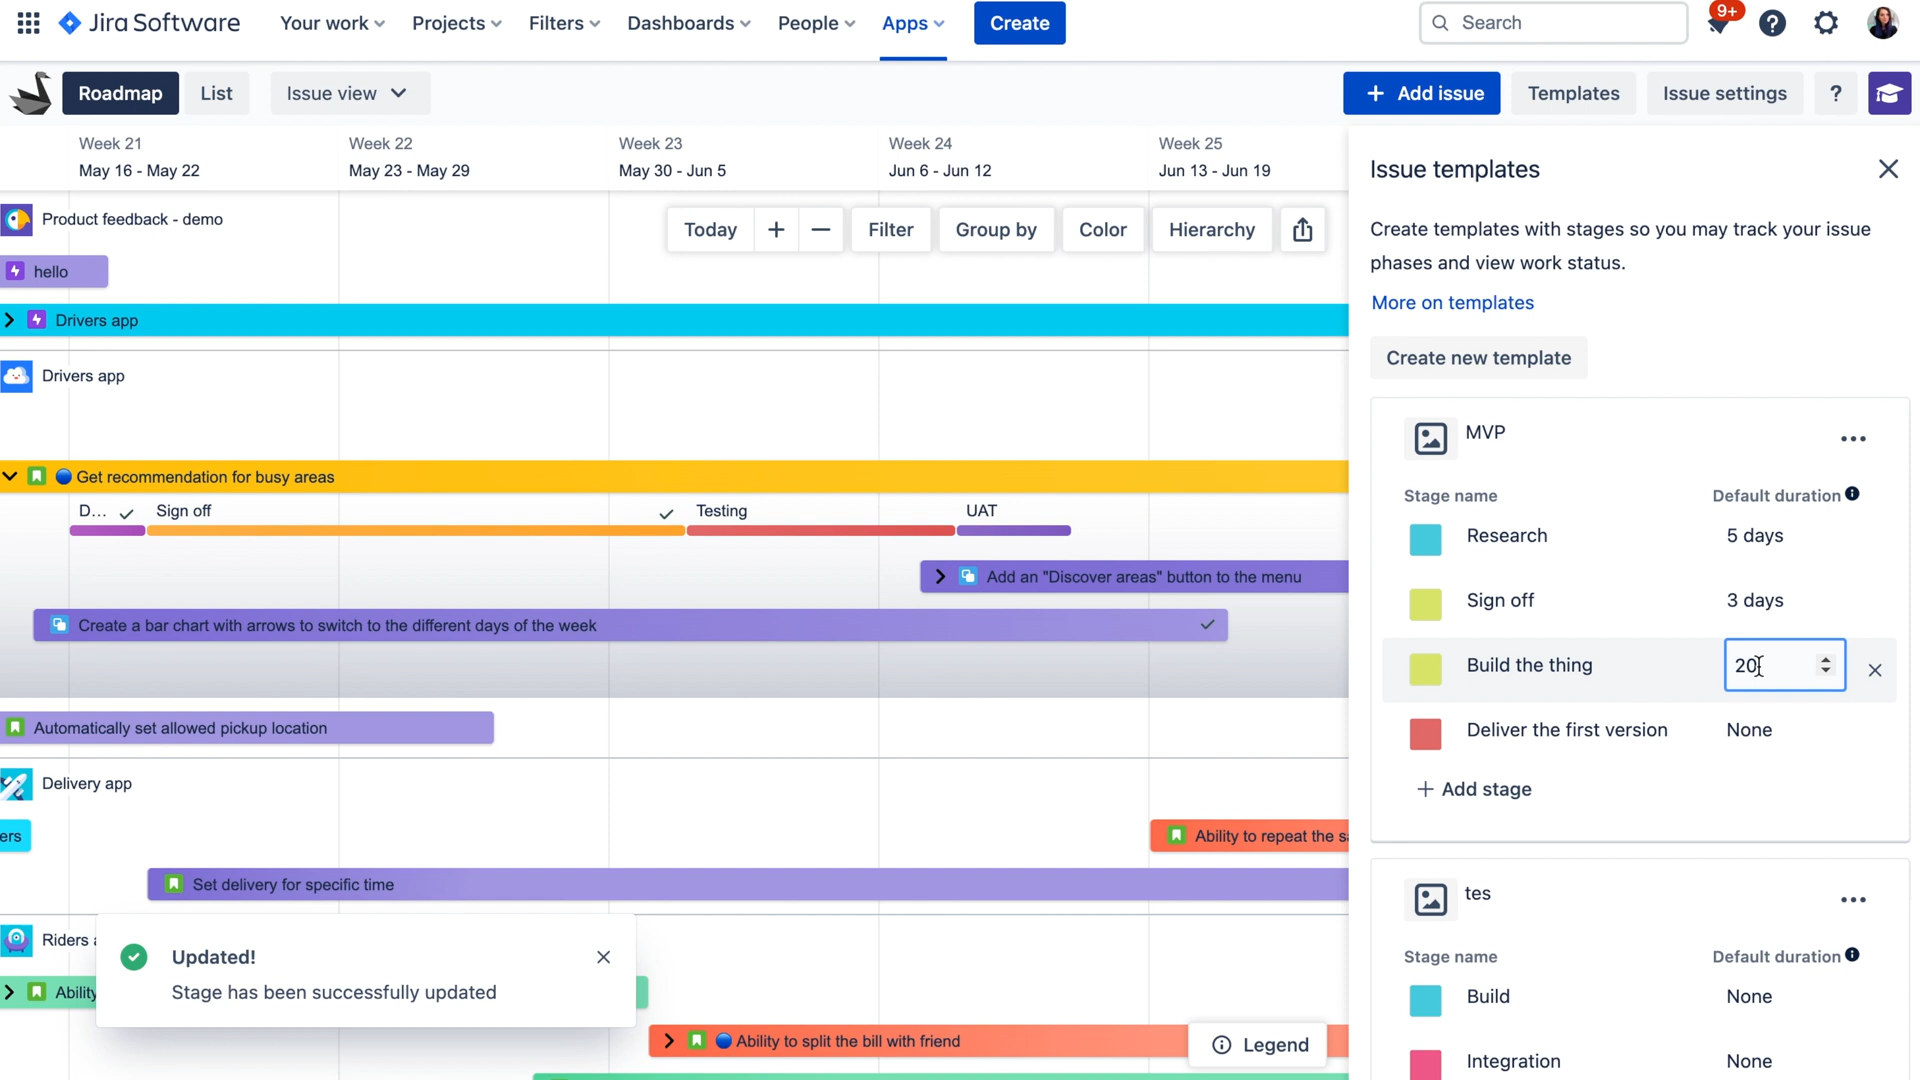 Jira Software
Your work
Projects
Filters
Dashboards
People
Apps
Create
Search
9+
Roadmap
List
Issue view
+ Add issue
Templates
Issue settings
?
Week 21
May 16 - May 22
Week 22
May 23 - May 29
Week 23
May 30 - Jun 5
Week 24
Jun 6 - Jun 12
Week 25
Jun 13 - Jun 19
Product feedback - demo
Today
+
−
Filter
Group by
Color
Hierarchy
hello
Drivers app
Drivers app
Get recommendation for busy areas
D...
Sign off
Testing
UAT
Add an "Discover areas" button to the menu
Create a bar chart with arrows to switch to the different days of the week
Automatically set allowed pickup location
Delivery app
ers
Ability to repeat the s
Set delivery for specific time
Riders
Ability
Updated!
Stage has been successfully updated
Ability to split the bill with friend
Legend
Issue templates
Create templates with stages so you may track your issue
phases and view work status.
More on templates
Create new template
MVP
Stage name
Default duration
Research
5 days
Sign off
3 days
Build the thing
20
Deliver the first version
None
+ Add stage
tes
Stage name
Default duration
Build
None
Integration
None